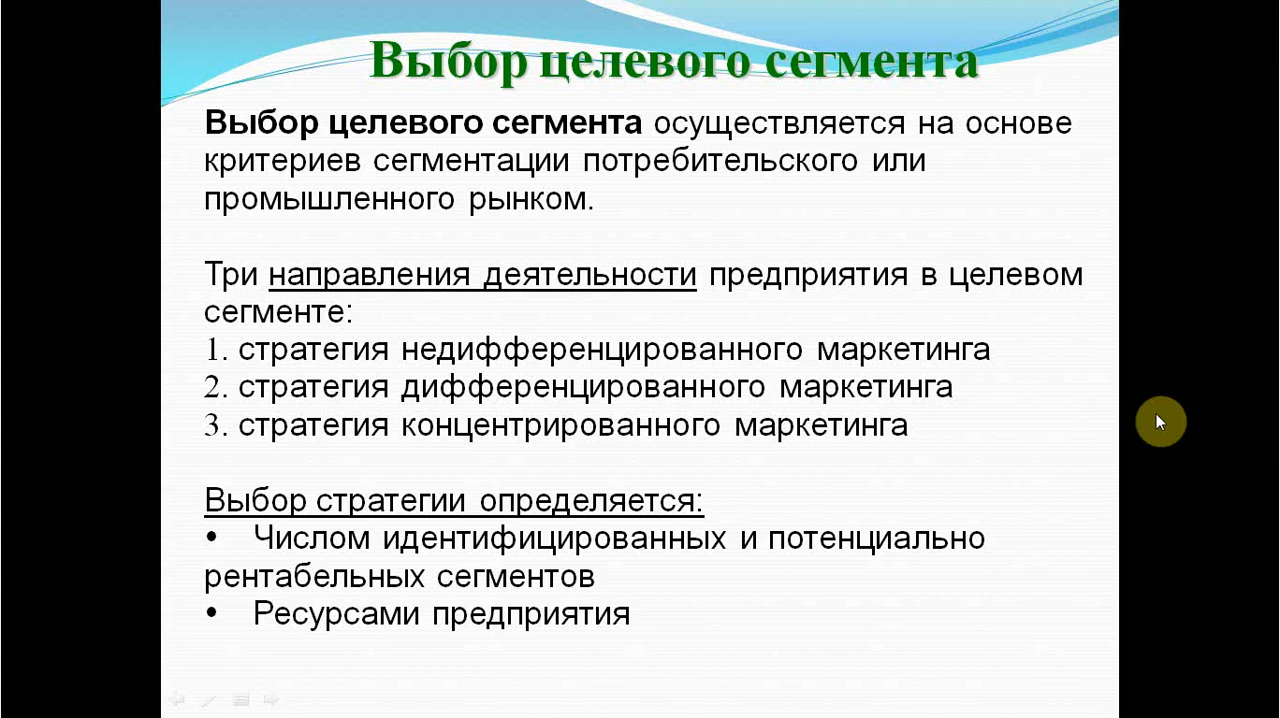 Выбор целевого сегмента
Выбор целевого сегмента осуществляется на основе
критериев сегментации потребительского или
промышленного рынком.
Три направления деятельности предприятия в целевом
сегменте:
1. стратегия недифференцированного маркетинга
2. стратегия дифференцированного маркетинга
3. стратегия концентрированного маркетинга
Выбор стратегии определяется:
• Числом идентифицированных и потенциально
рентабельных сегментов
• Ресурсами предприятия